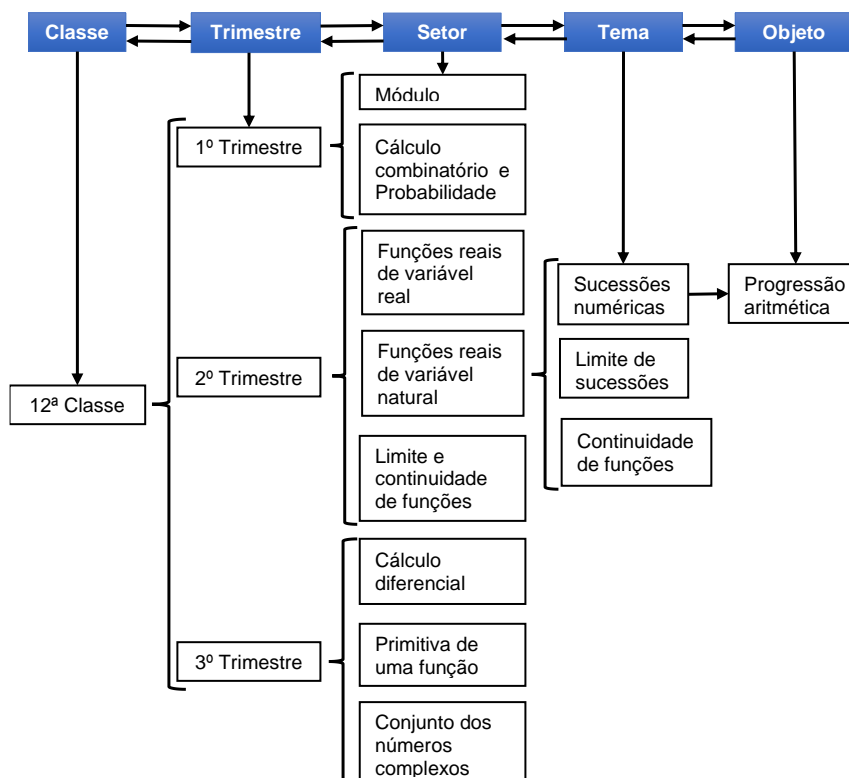 Classe
Trimestre
Setor
Tema
Objeto
Módulo
1º Trimestre
Cálculo
combinatório e
Probabilidade
Funções reais
de variável
real
Sucessões
numéricas
Progressão
aritmética
2º Trimestre
Funções reais
de variável
natural
Limite de
sucessões
12ª Classe
Limite e
continuidade
de funções
Continuidade
de funções
Cálculo
diferencial
3º Trimestre
Primitiva de
uma função
Conjunto dos
números
complexos